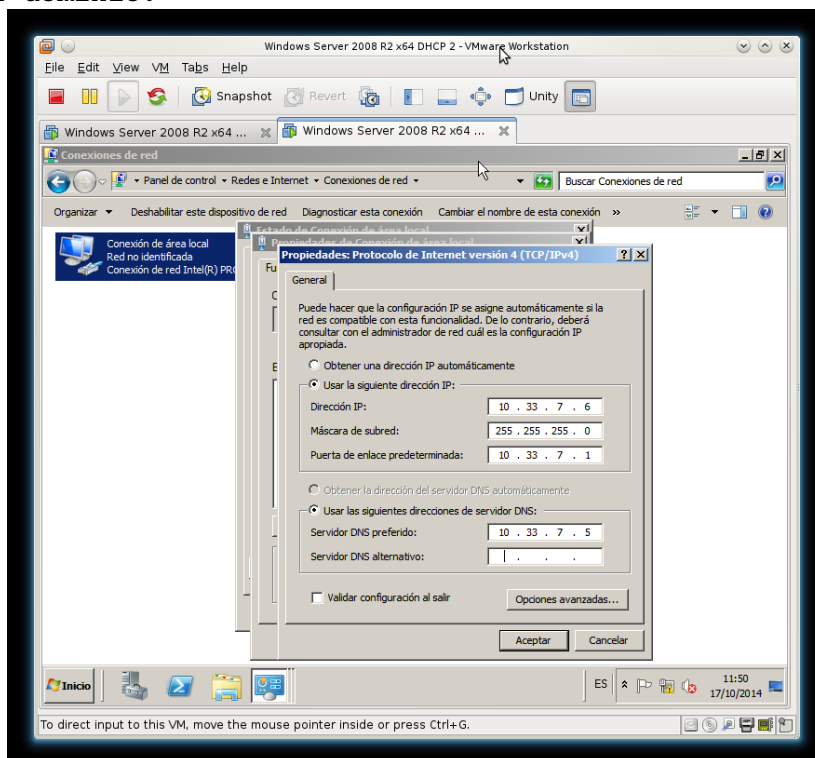 Windows Server 2008 R2 x64 DHCP 2 - VMware Workstation
File Edit View VM Tabs Help
Snapshot Revert Unity
Windows Server 2008 R2 x64 ... Windows Server 2008 R2 x64 ...
Conexiones de red
Panel de control Redes e Internet Conexiones de red Buscar Conexiones de red
Organizar Deshabilitar este dispositivo de red Diagnosticar esta conexión Cambiar el nombre de esta conexión »
Estado de Conexión de área local
Propiedades de Conexión de área local
Conexión de área local
Red no identificada
Conexión de red Intel(R) PRO
Fu
Propiedades: Protocolo de Internet versión 4 (TCP/IPv4)
General
Puede hacer que la configuración IP se asigne automáticamente si la
red es compatible con esta funcionalidad. De lo contrario, deberá
consultar con el administrador de red cuál es la configuración IP
apropiada.
Obtener una dirección IP automáticamente
Usar la siguiente dirección IP:
Dirección IP: 10 . 33 . 7 . 6
Máscara de subred: 255 . 255 . 255 . 0
Puerta de enlace predeterminada: 10 . 33 . 7 . 1
Obtener la dirección del servidor DNS automáticamente
Usar las siguientes direcciones de servidor DNS:
Servidor DNS preferido: 10 . 33 . 7 . 5
Servidor DNS alternativo: . . .
Validar configuración al salir Opciones avanzadas...
Aceptar Cancelar
Inicio ES 11:50
17/10/2014
To direct input to this VM, move the mouse pointer inside or press Ctrl+G.